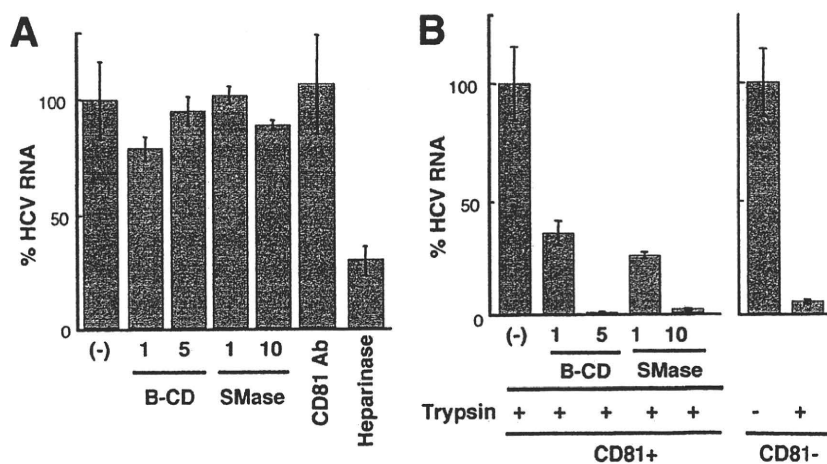 A
% HCV RNA
100
50
0
(-) 1 5 1 10 CD81 Ab Heparinase
B-CD SMase
B
% HCV RNA
100
50
0
(-) 1 5 1 10
B-CD SMase
Trypsin + + + + + - +
CD81+ CD81-